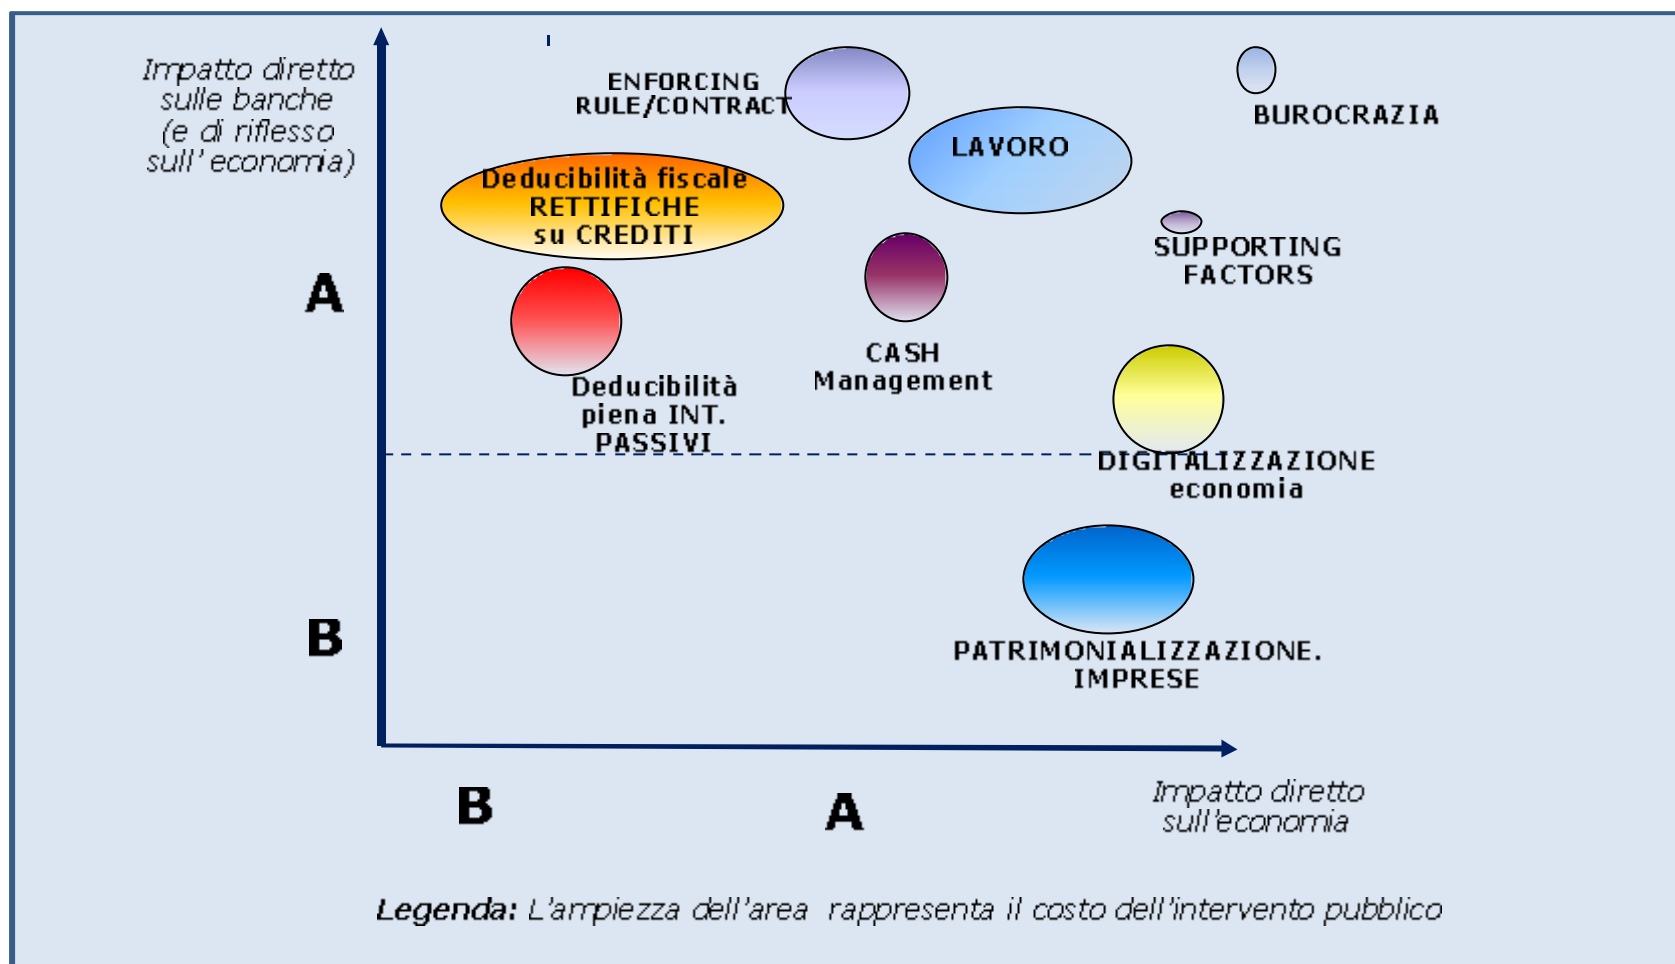 Impatto diretto
sulle banche
(e di riflesso
sull'economia)
ENFORCING
RULE/CONTRACT
BUROCRAZIA
LAVORO
Deducibilità fiscale
RETTIFICHE
su CREDITI
SUPPORTING
FACTORS
A
CASH
Management
Deducibilità
piena INT.
PASSIVI
DIGITALIZZAZIONE
economia
B
PATRIMONIALIZZAZIONE.
IMPRESE
B
A
Impatto diretto
sull'economia
Legenda: L'ampiezza dell'area rappresenta il costo dell'intervento pubblico